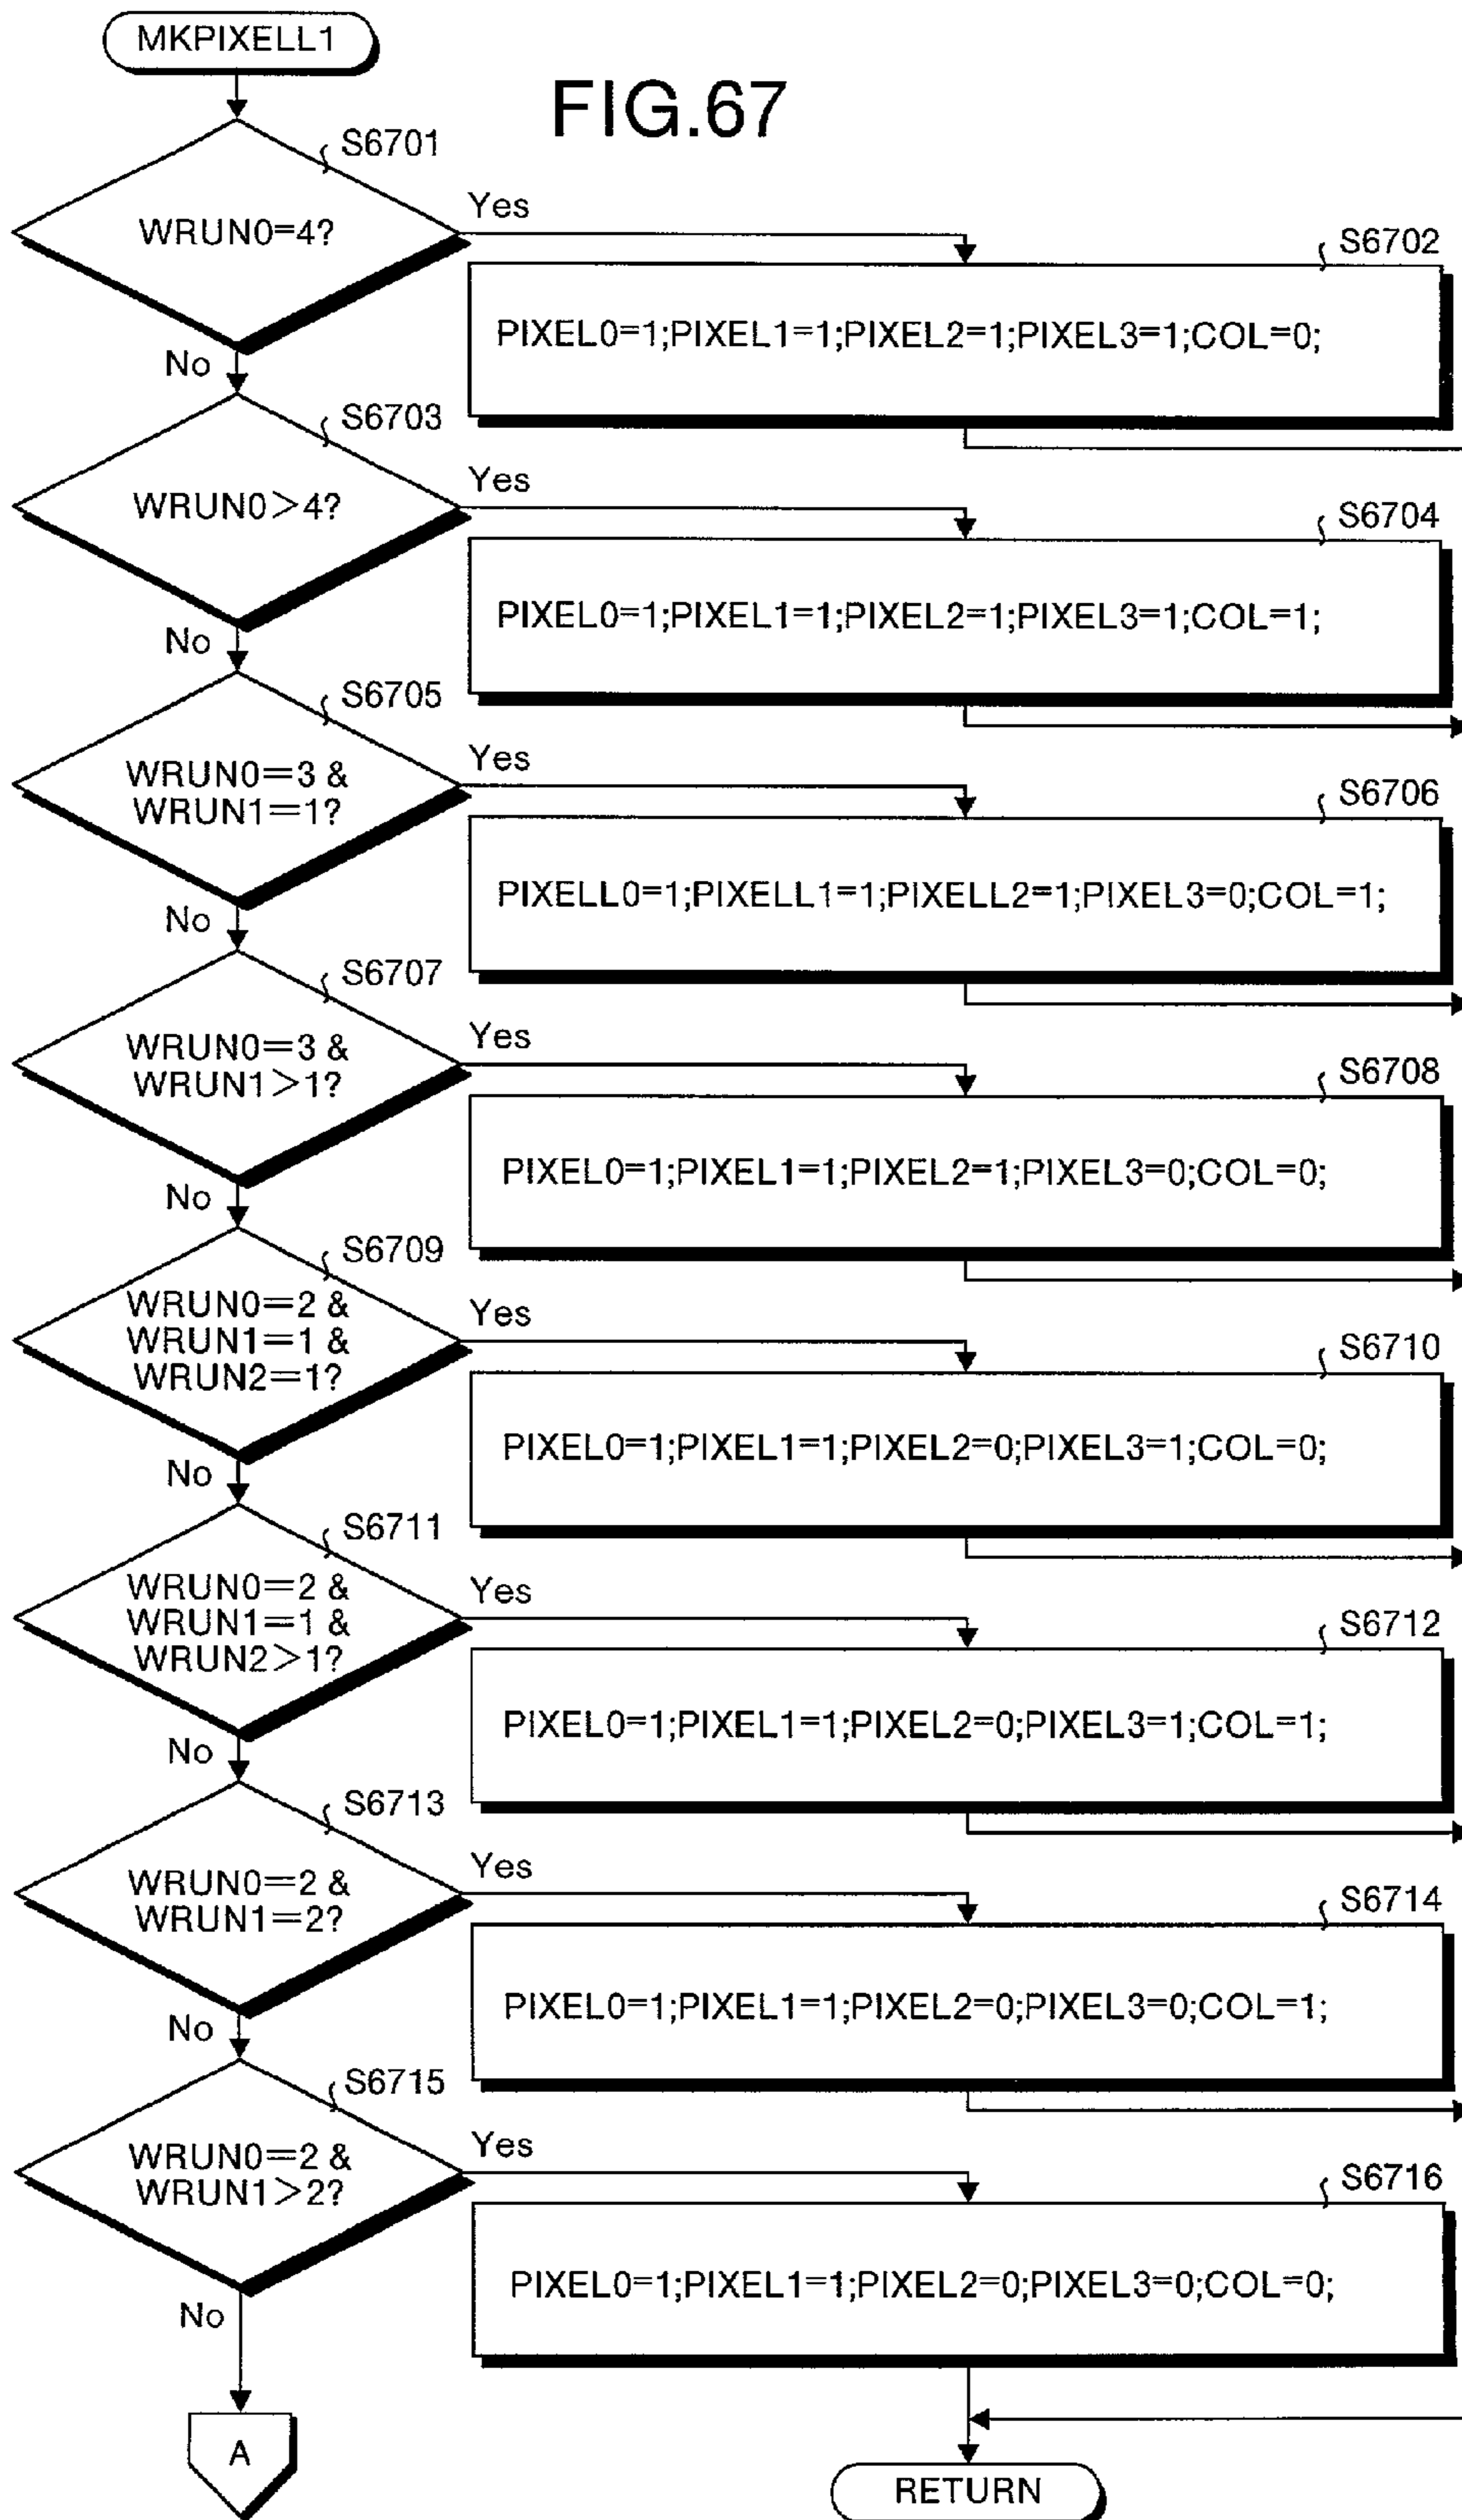 MKPIXELL1
FIG.67
S6701
WRUN0=4?
Yes
No
S6702
PIXEL0=1;PIXEL1=1;PIXEL2=1;PIXEL3=1;COL=0;
S6703
WRUN0>4?
Yes
No
S6704
PIXEL0=1;PIXEL1=1;PIXEL2=1;PIXEL3=1;COL=1;
S6705
WRUN0=3 &
WRUN1=1?
Yes
No
S6706
PIXELL0=1;PIXELL1=1;PIXELL2=1;PIXEL3=0;COL=1;
S6707
WRUN0=3 &
WRUN1>1?
Yes
No
S6708
PIXEL0=1;PIXEL1=1;PIXEL2=1;PIXEL3=0;COL=0;
S6709
WRUN0=2 &
WRUN1=1 &
WRUN2=1?
Yes
No
S6710
PIXEL0=1;PIXEL1=1;PIXEL2=0;PIXEL3=1;COL=0;
S6711
WRUN0=2 &
WRUN1=1 &
WRUN2>1?
Yes
No
S6712
PIXEL0=1;PIXEL1=1;PIXEL2=0;PIXEL3=1;COL=1;
S6713
WRUN0=2 &
WRUN1=2?
Yes
No
S6714
PIXEL0=1;PIXEL1=1;PIXEL2=0;PIXEL3=0;COL=1;
S6715
WRUN0=2 &
WRUN1>2?
Yes
No
S6716
PIXEL0=1;PIXEL1=1;PIXEL2=0;PIXEL3=0;COL=0;
A
RETURN